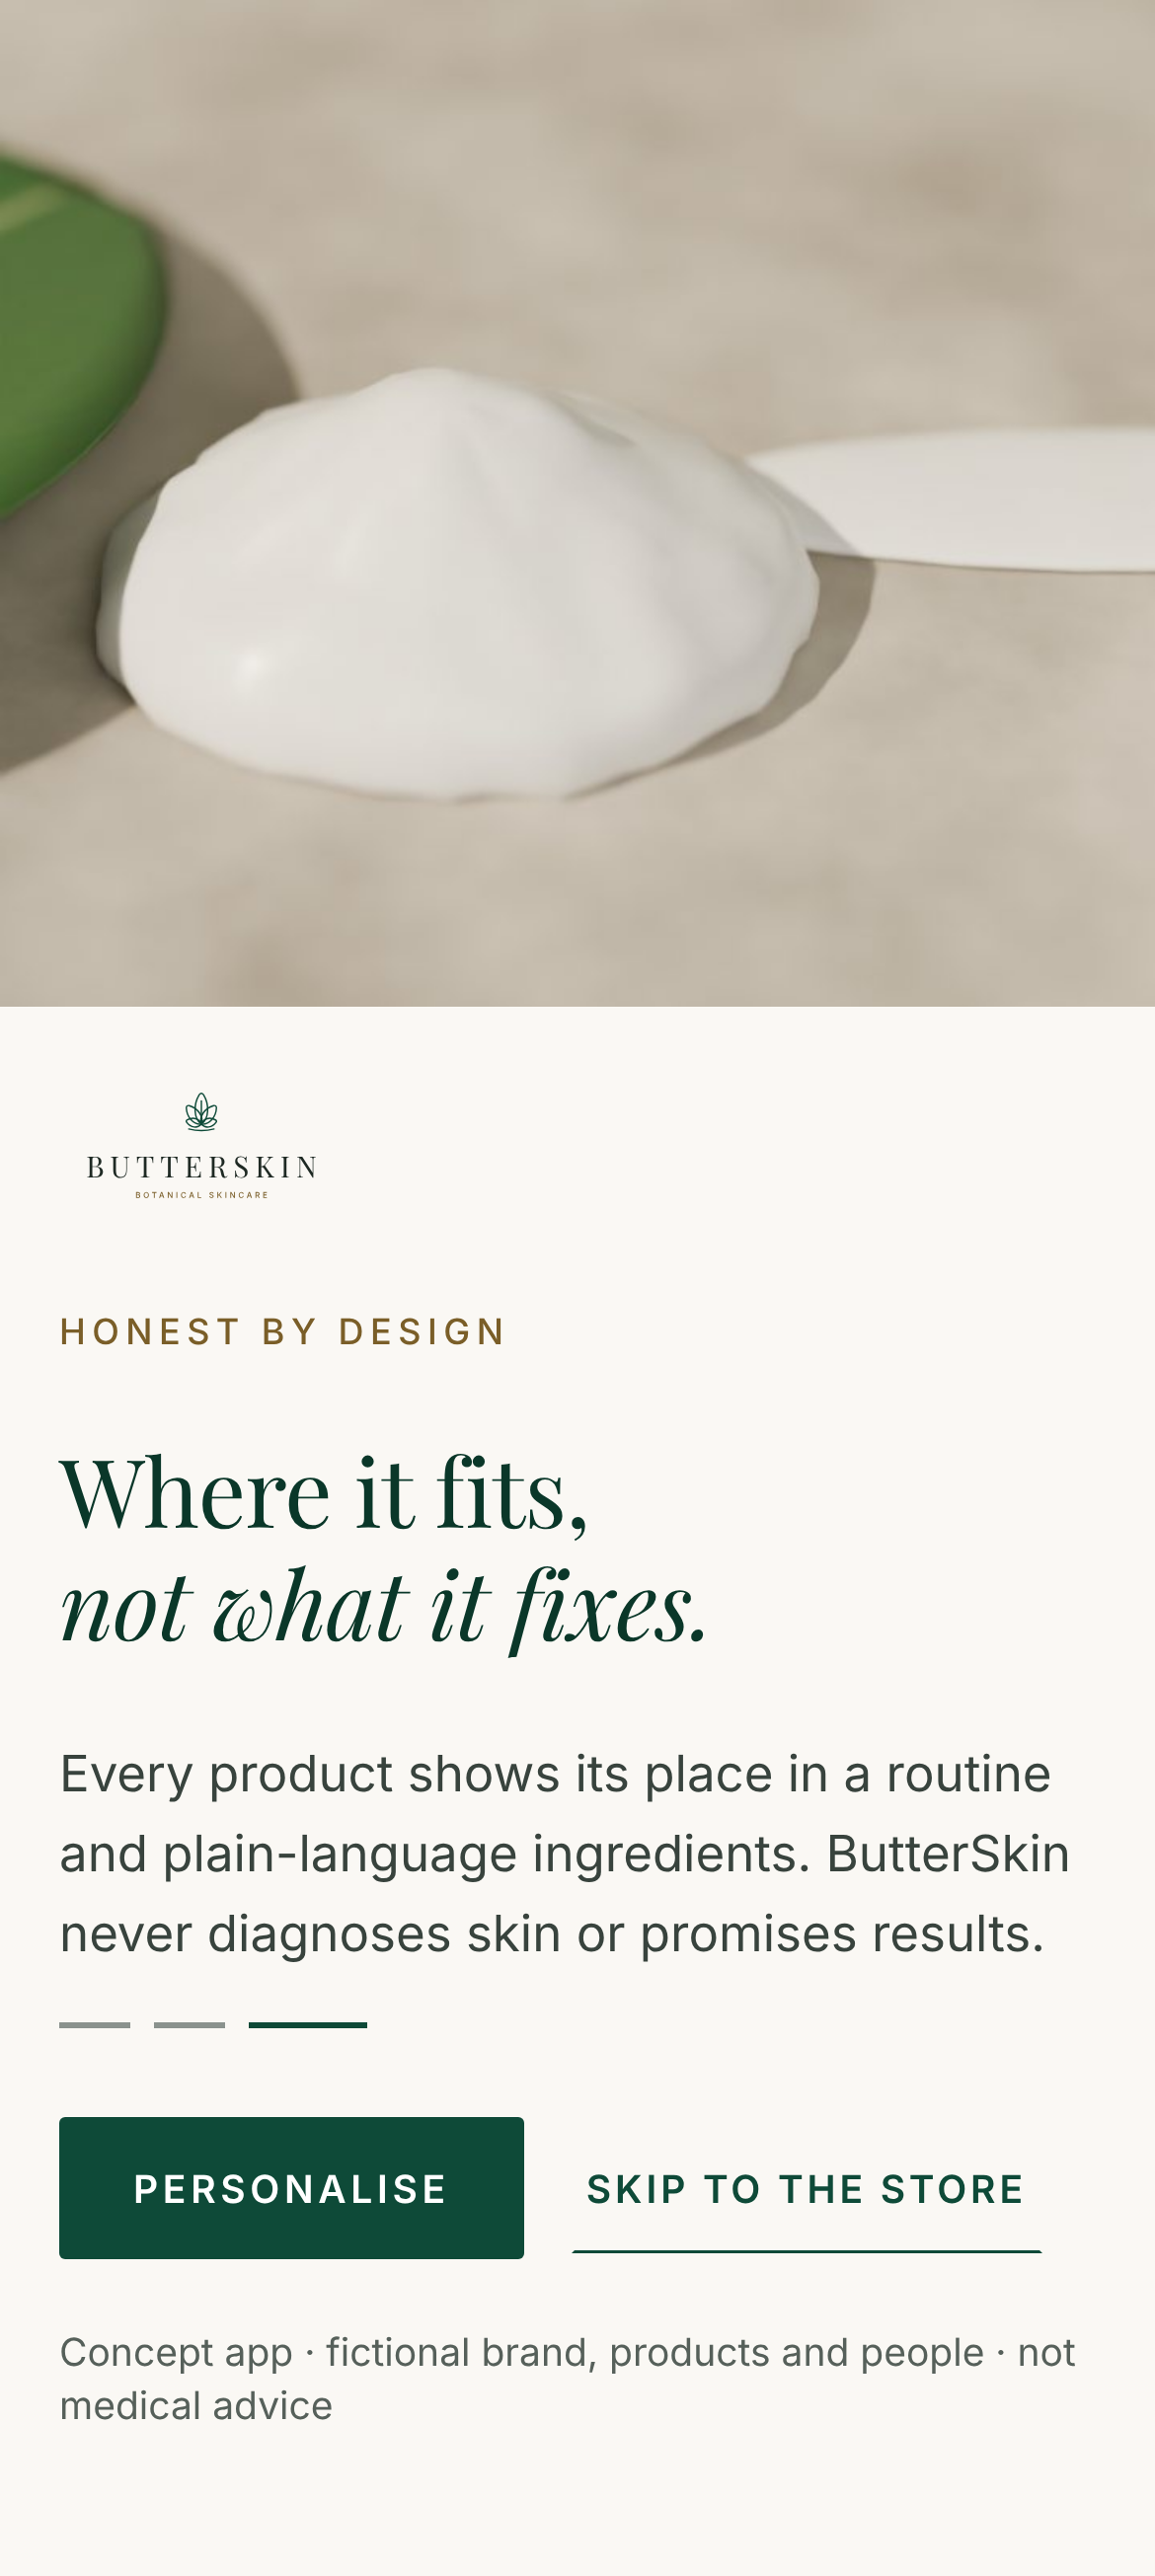 BUTTERSKIN
BOTANICAL SKINCARE
HONEST BY DESIGN
Where it fits,
not what it fixes.
Every product shows its place in a routine
and plain-language ingredients. ButterSkin
never diagnoses skin or promises results.
PERSONALISE
SKIP TO THE STORE
Concept app · fictional brand, products and people · not
medical advice